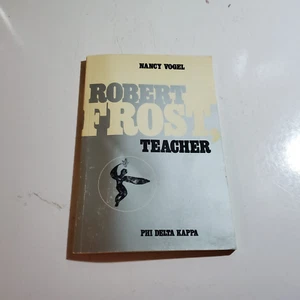 NANCY VOGEL
ROBERT
FROST,
TEACHER
PHI DELTA KAPPA